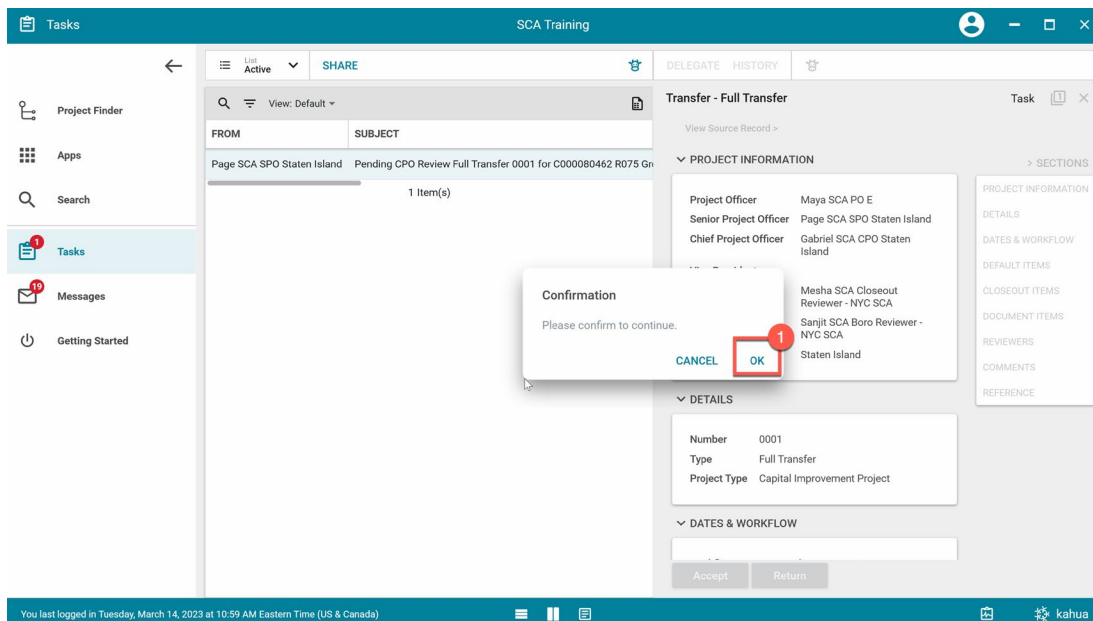 Tasks
SCA Training
List
Active
SHARE
DELEGATE HISTORY
Project Finder
Apps
Search
1
Tasks
19
Messages
Getting Started
View: Default
FROM SUBJECT
Page SCA SPO Staten Island Pending CPO Review Full Transfer 0001 for C000080462 R075 Gr
1 Item(s)
Transfer - Full Transfer
Task 1
View Source Record >
PROJECT INFORMATION
Project Officer Maya SCA PO E
Senior Project Officer Page SCA SPO Staten Island
Chief Project Officer Gabriel SCA CPO Staten
Island
Mesha SCA Closeout
Reviewer - NYC SCA
Sanjit SCA Boro Reviewer -
NYC SCA
Staten Island
Confirmation
Please confirm to continue.
1
CANCEL OK
DETAILS
Number 0001
Type Full Transfer
Project Type Capital Improvement Project
DATES & WORKFLOW
Accept Return
> SECTIONS
PROJECT INFORMATION
DETAILS
DATES & WORKFLOW
DEFAULT ITEMS
CLOSEOUT ITEMS
DOCUMENT ITEMS
REVIEWERS
COMMENTS
REFERENCE
You last logged in Tuesday, March 14, 2023 at 10:59 AM Eastern Time (US & Canada)
kahua